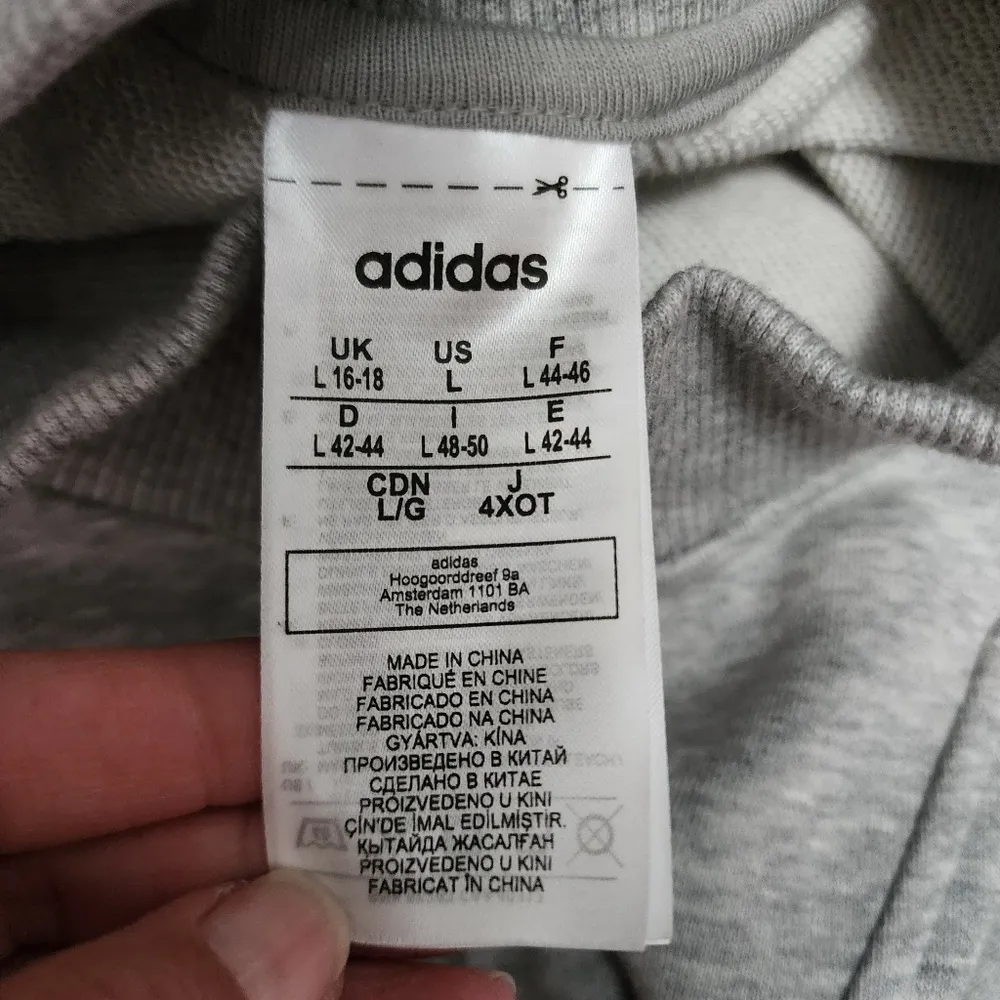 adidas
UK US F
L 16-18 L L 44-46
D I E
L 42-44 L 48-50 L 42-44
CDN J
L/G 4XOT
adidas
Hoogoorddreef 9a
Amsterdam 1101 BA
The Netherlands
MADE IN CHINA
FABRIQUÉ EN CHINE
FABRICADO EN CHINA
FABRICADO NA CHINA
GYÁRTVA: KÍNA
ПРОИЗВЕДЕНО В КИТАЙ
СДЕЛАНО В КИТАЕ
PROIZVEDENO U KINI
ÇİN'DE İMAL EDİLMİŞTİR.
ҚЫТАЙДА ЖАСАЛҒАН
PROIZVEDENO U KINI
FABRICAT ÎN CHINA